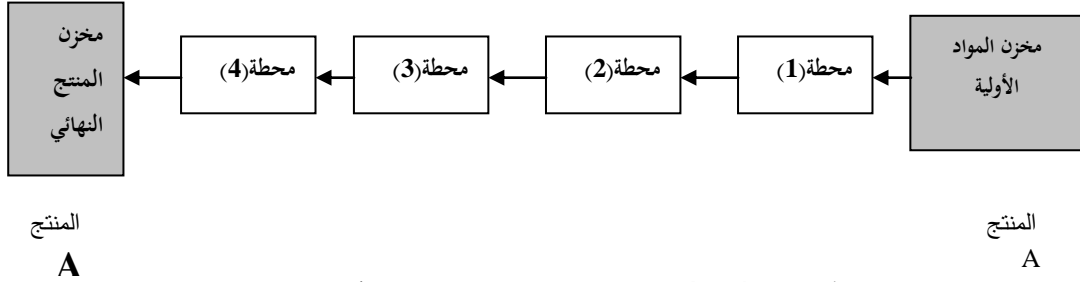 مخزن المواد
الأولية
محطة(1)
محطة(2)
محطة(3)
محطة(4)
مخزن
المنتج
النهائي
المنتج
A
المنتج
A